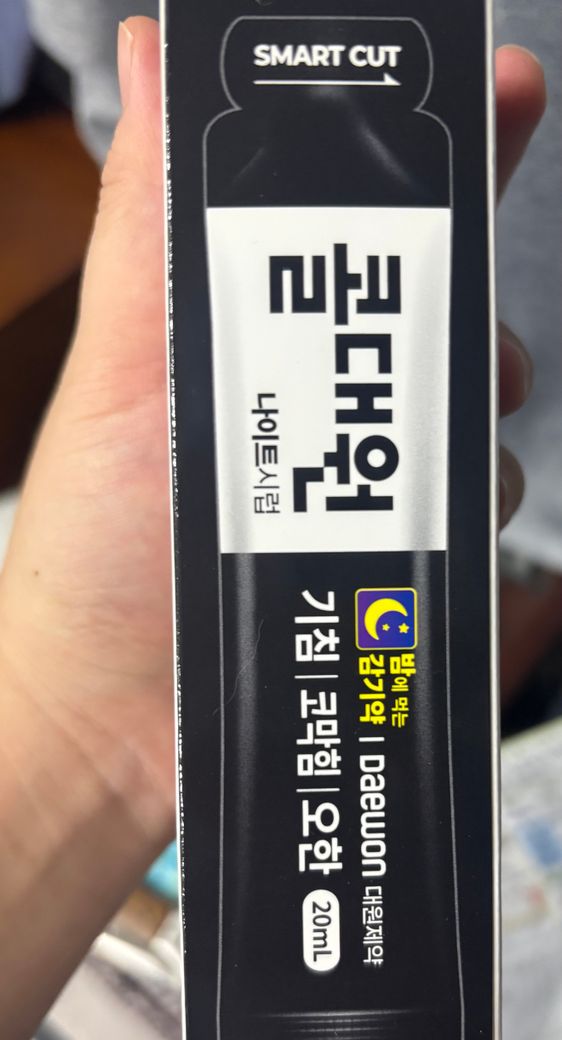 SMART CUT
콜대원
나이트시럽
밤에 먹는
감기약 | Daewon 대원제약
기침 | 코막힘 | 오한 20mL